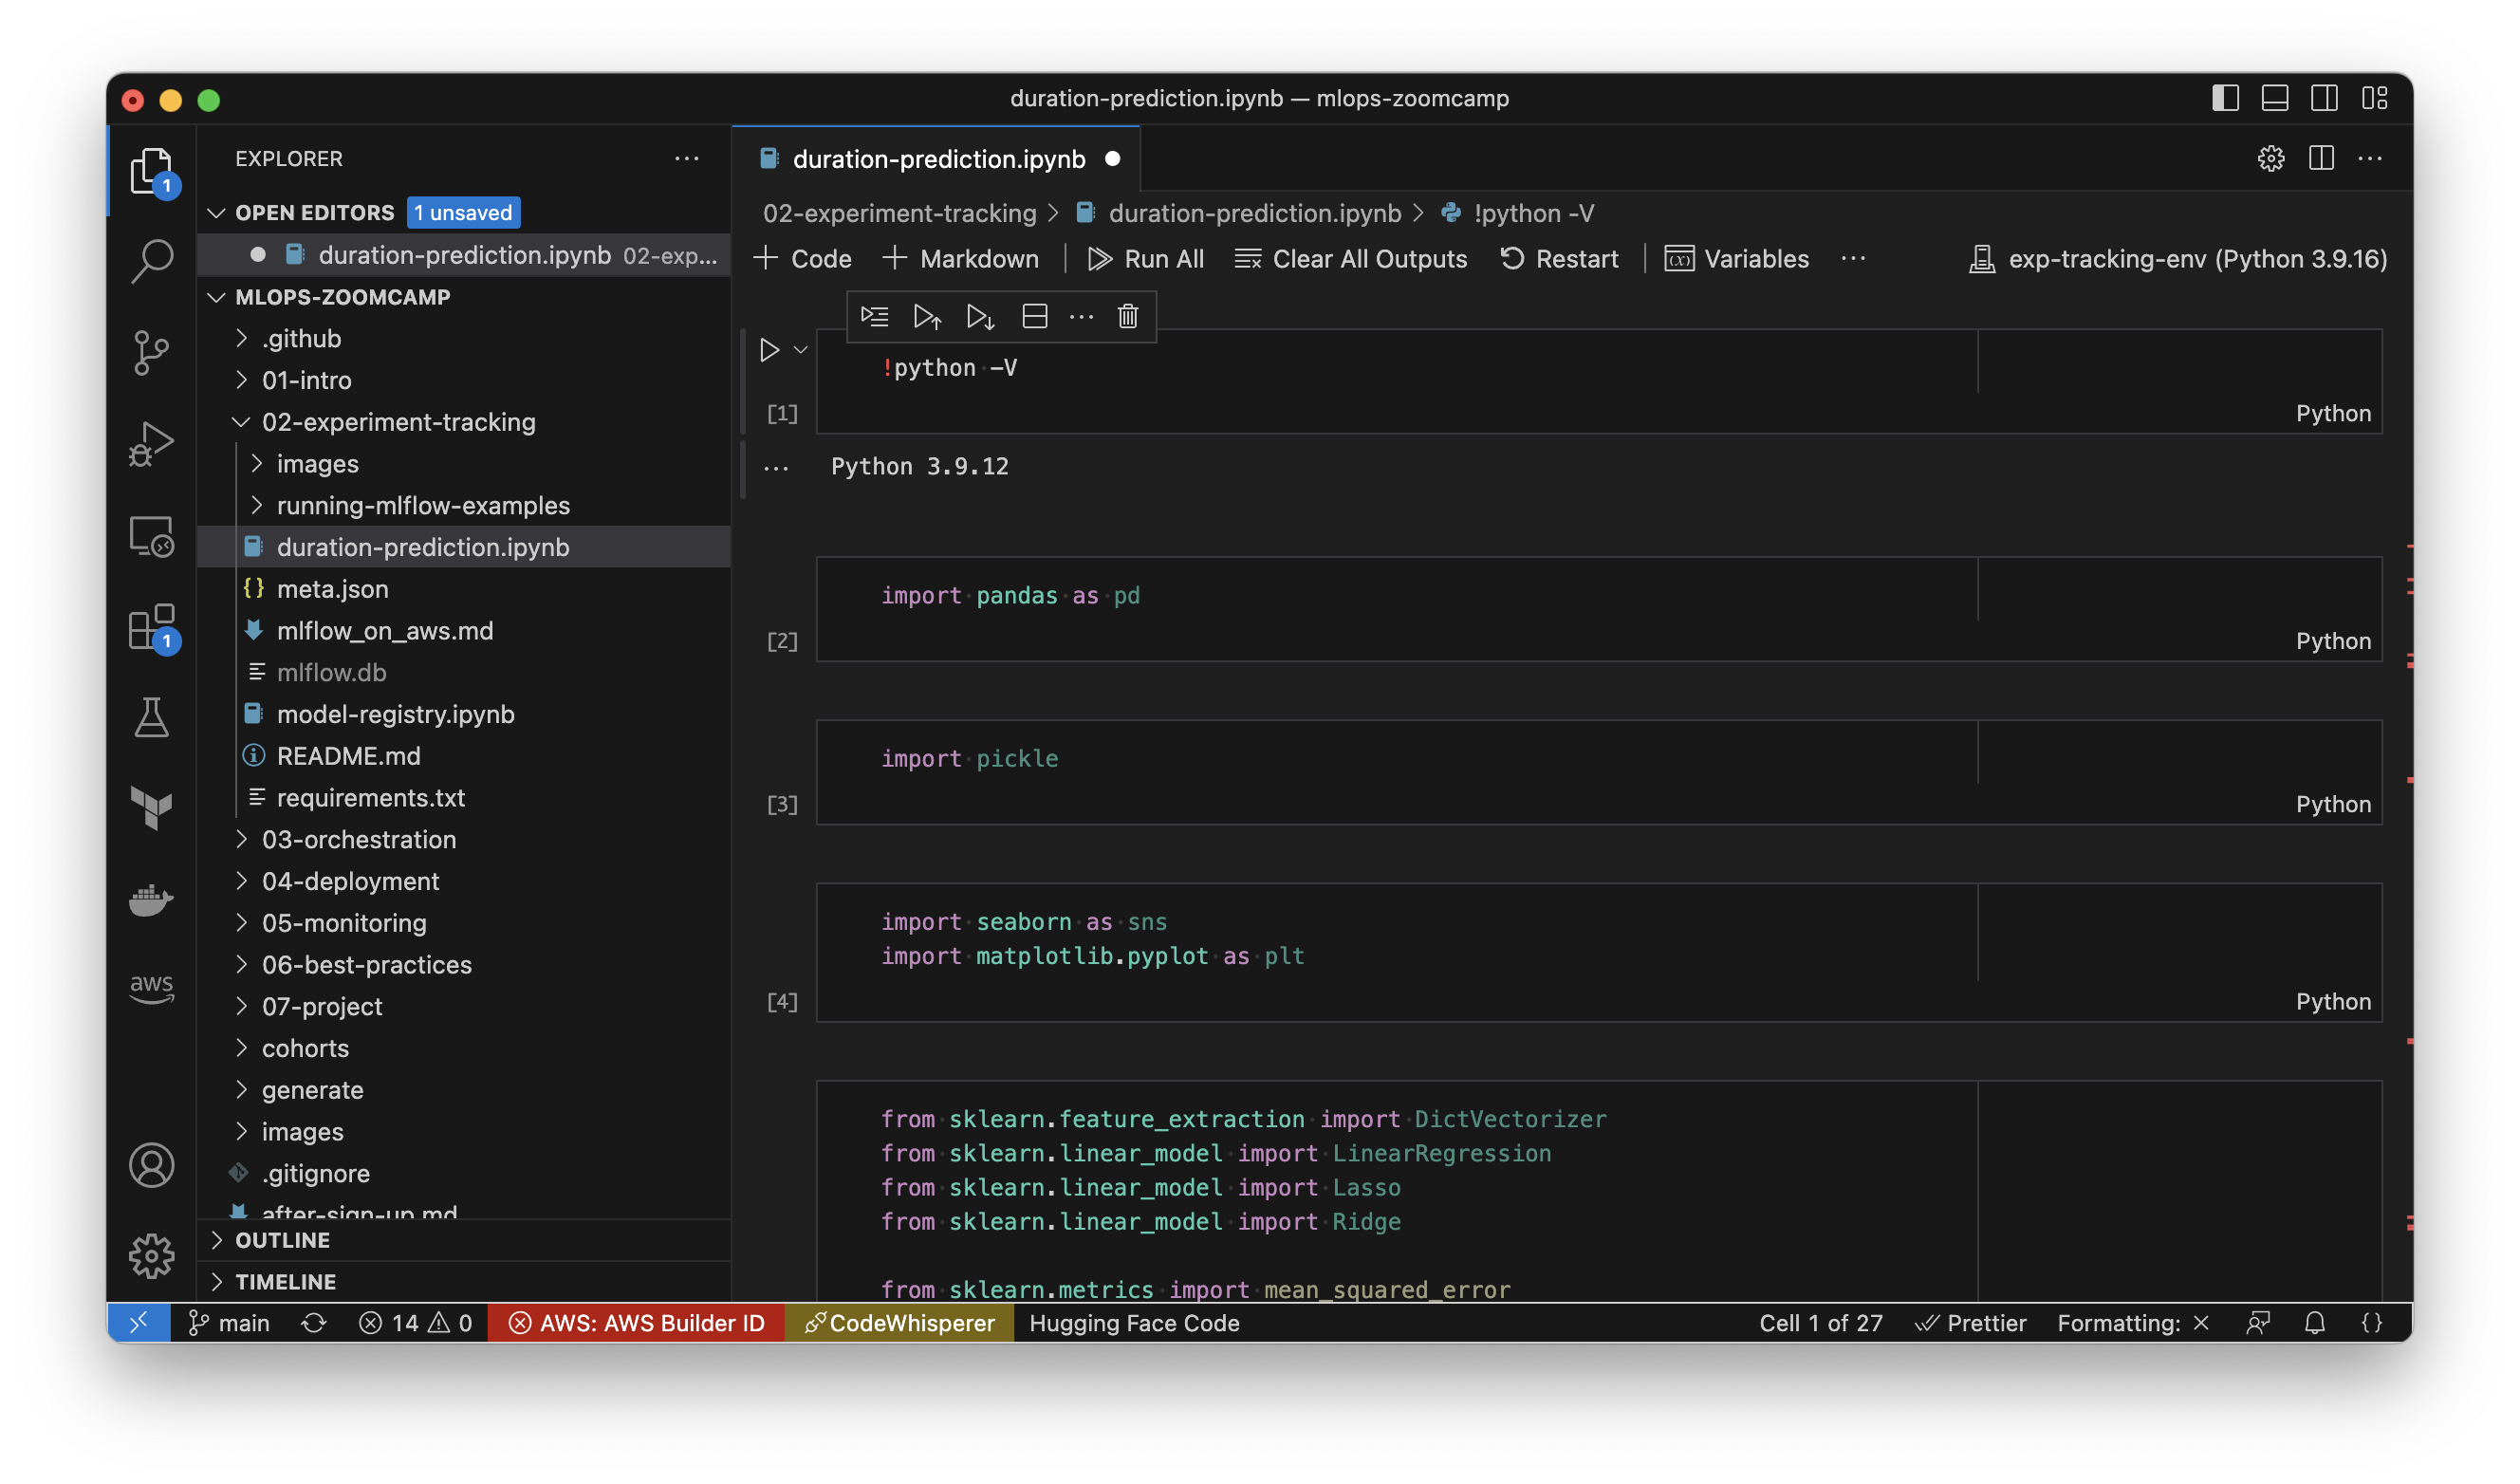 duration-prediction.ipynb — mlops-zoomcamp
EXPLORER
OPEN EDITORS 1 unsaved
duration-prediction.ipynb 02-exp...
MLOPS-ZOOMCAMP
.github
01-intro
02-experiment-tracking
images
running-mlflow-examples
duration-prediction.ipynb
meta.json
mlflow_on_aws.md
mlflow.db
model-registry.ipynb
README.md
requirements.txt
03-orchestration
04-deployment
05-monitoring
06-best-practices
07-project
cohorts
generate
images
.gitignore
after-sign-up.md
OUTLINE
TIMELINE
1
1
aws
duration-prediction.ipynb
02-experiment-tracking > duration-prediction.ipynb > !python -V
+ Code + Markdown Run All Clear All Outputs Restart Variables ... exp-tracking-env (Python 3.9.16)
!python -V
[1] Python
Python 3.9.12
import pandas as pd
[2] Python
import pickle
[3] Python
import seaborn as sns
import matplotlib.pyplot as plt
[4] Python
from sklearn.feature_extraction import DictVectorizer
from sklearn.linear_model import LinearRegression
from sklearn.linear_model import Lasso
from sklearn.linear_model import Ridge
from sklearn.metrics import mean_squared_error
main 14 0 AWS: AWS Builder ID CodeWhisperer Hugging Face Code Cell 1 of 27 Prettier Formatting: ×